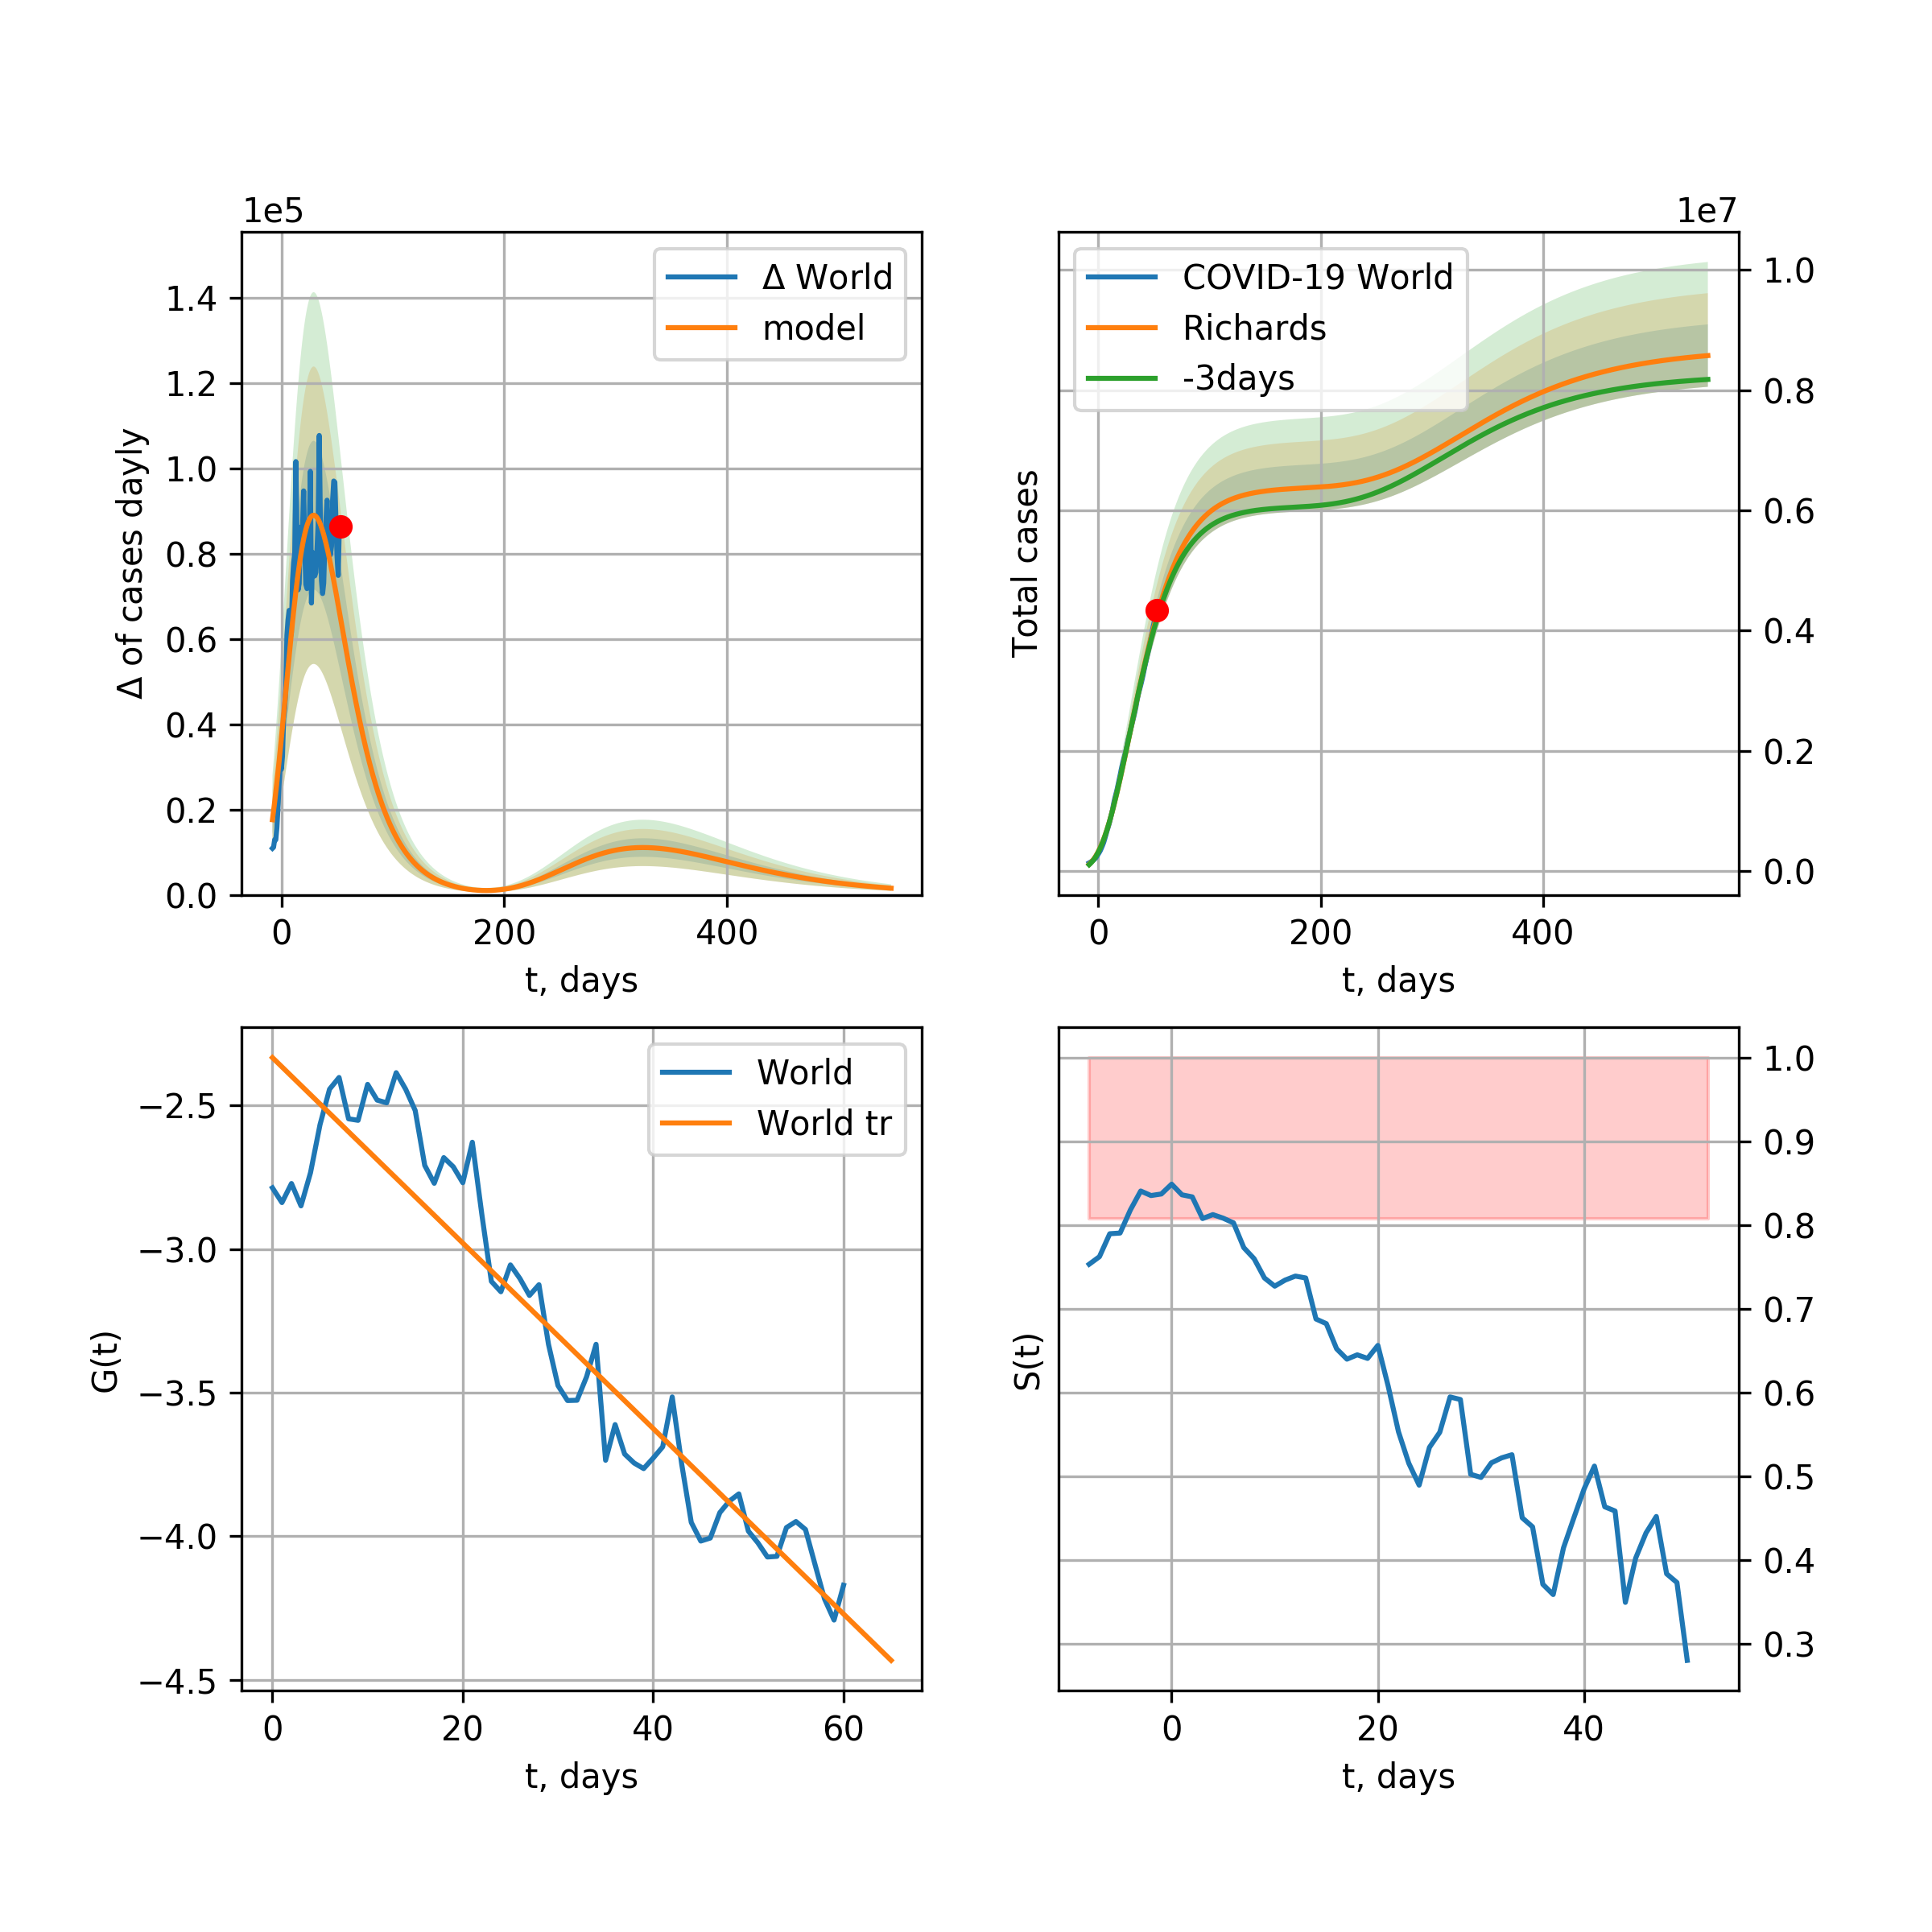 1e5
Δ of cases dayly
1.4
1.2
1.0
0.8
0.6
0.4
0.2
0.0
0 200 400
t, days
Δ World
model
1e7
Total cases
COVID-19 World
Richards
-3days
1.0
0.8
0.6
0.4
0.2
0.0
0 200 400
t, days
G(t)
−2.5
−3.0
−3.5
−4.0
−4.5
0 20 40 60
t, days
World
World tr
S(t)
1.0
0.9
0.8
0.7
0.6
0.5
0.4
0.3
0 20 40
t, days